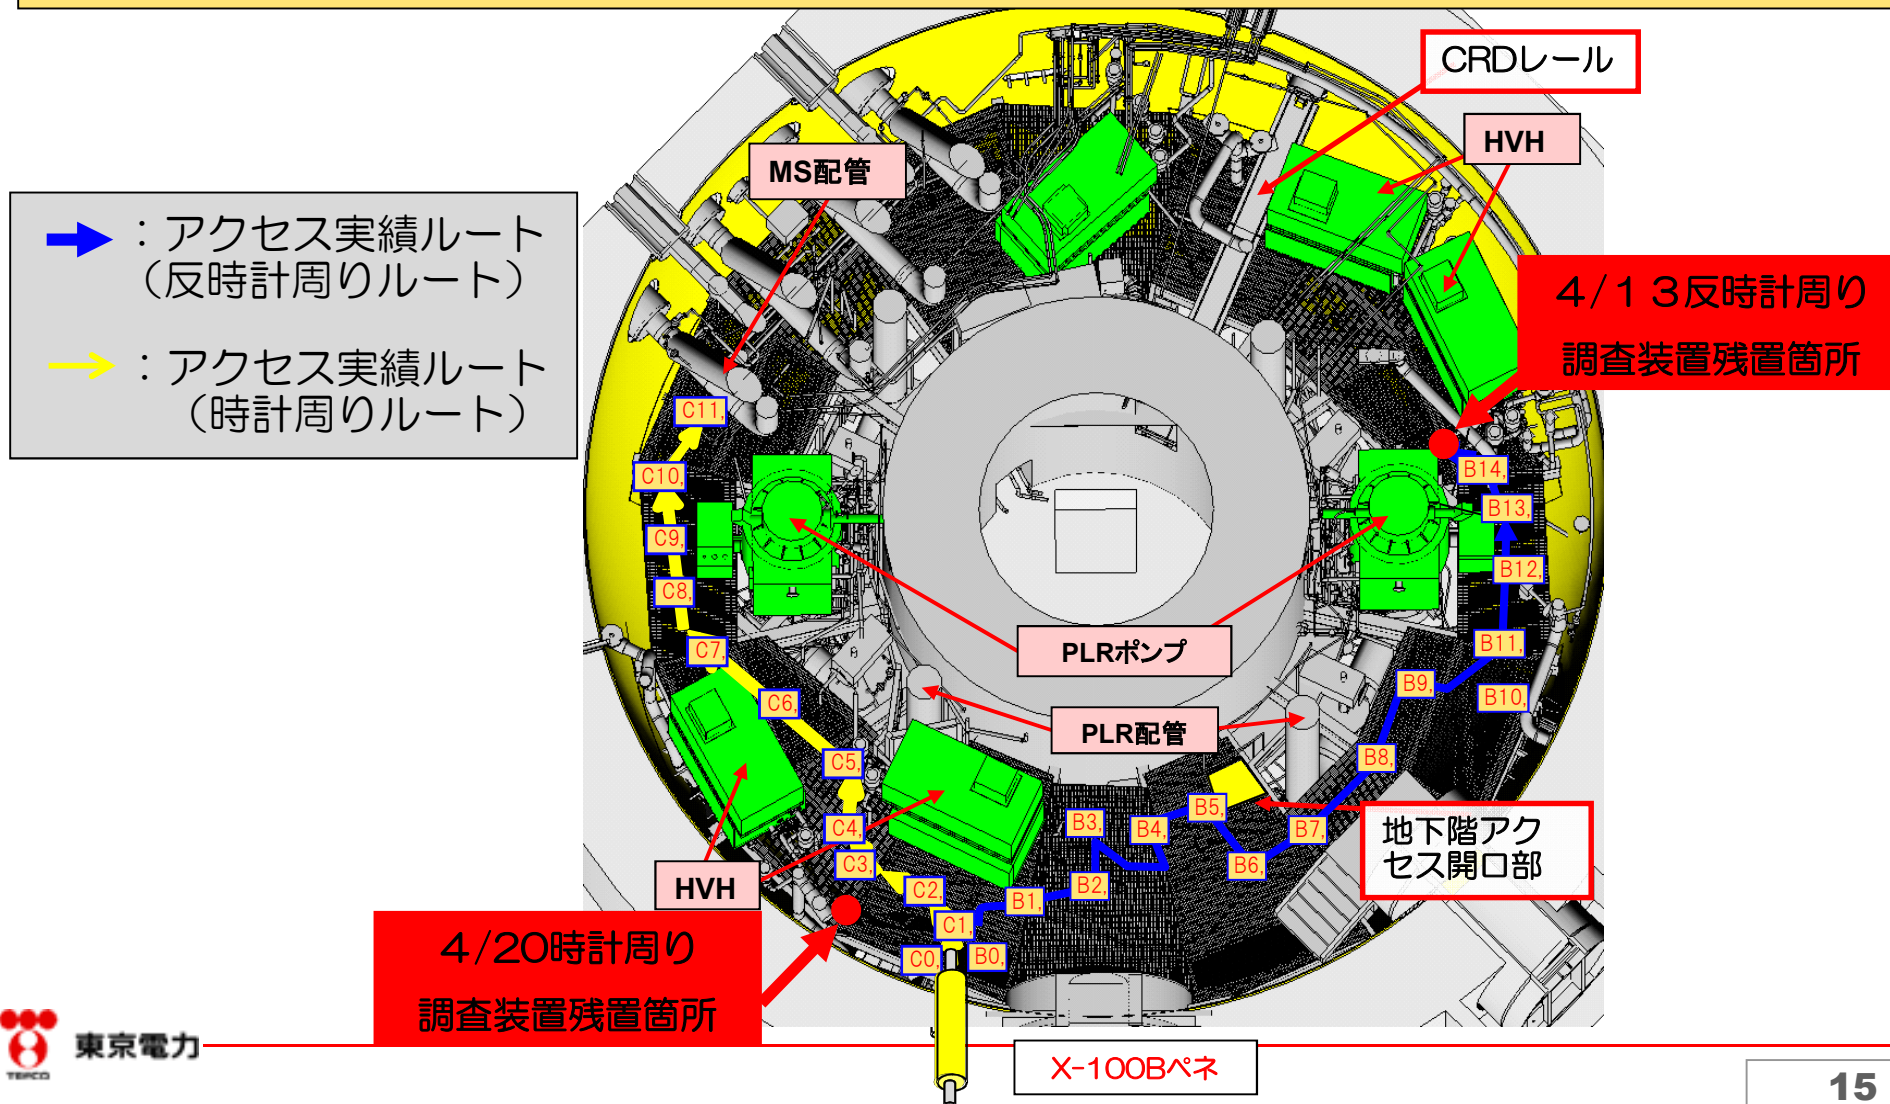 CRDレール
HVH
MS配管
：アクセス実績ルート
（反時計周りルート）
：アクセス実績ルート
（時計周りルート）
4/13反時計周り
調査装置残置箇所
C11,
C10,
C9,
C8,
C7,
C6,
C5,
C4,
C3,
C2,
C1,
C0,
B0,
B1,
B2,
B3,
B4,
B5,
B6,
B7,
B8,
B9,
B10,
B11,
B12,
B13,
B14,
PLRポンプ
PLR配管
地下階アク
セス開口部
HVH
4/20時計周り
調査装置残置箇所
X-100Bペネ
TEPCO
東京電力
15